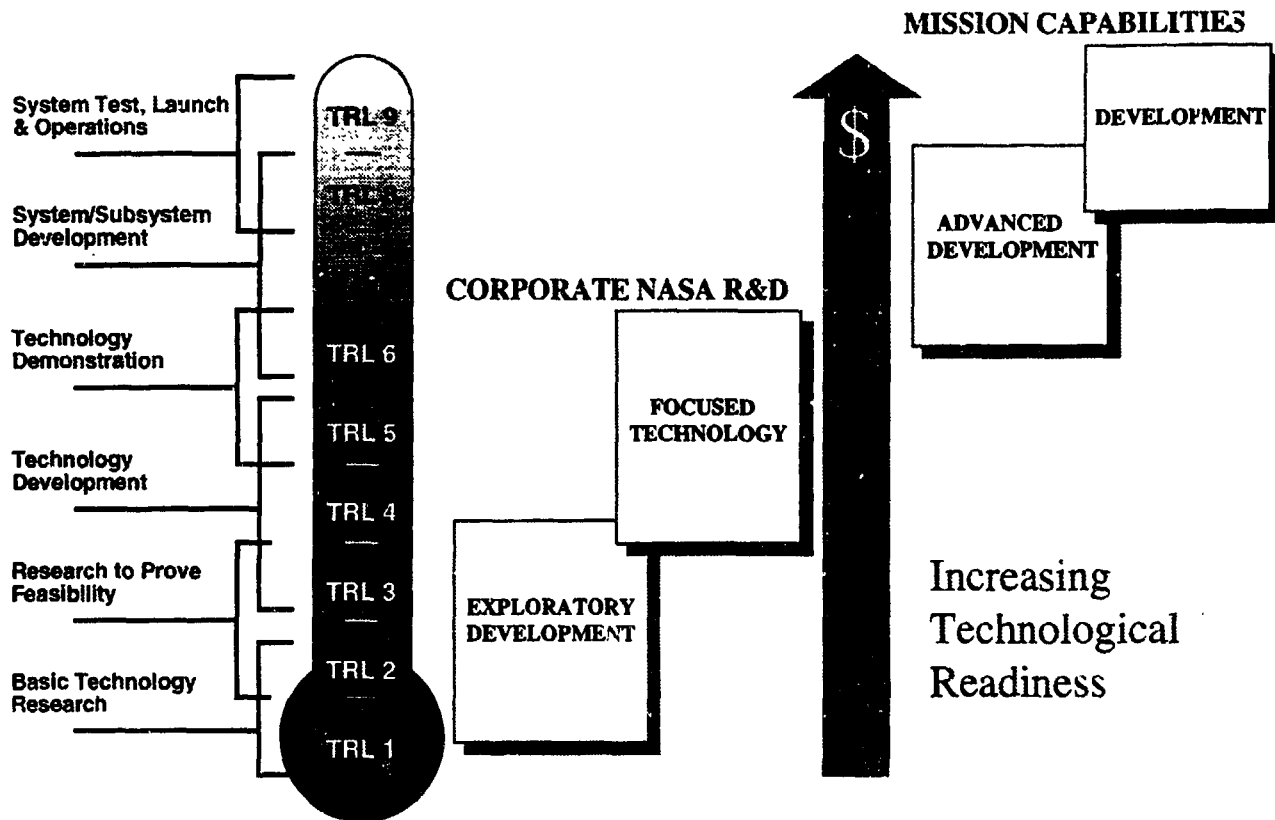 MISSION CAPABILITIES
System Test, Launch
& Operations
System/Subsystem
Development
Technology
Demonstration
Technology
Development
Research to Prove
Feasibility
Basic Technology
Research
TRL 9
TRL 8
TRL 6
TRL 5
TRL 4
TRL 3
TRL 2
TRL 1
CORPORATE NASA R&D
EXPLORATORY
DEVELOPMENT
FOCUSED
TECHNOLOGY
$
ADVANCED
DEVELOPMENT
DEVELOPMENT
Increasing
Technological
Readiness